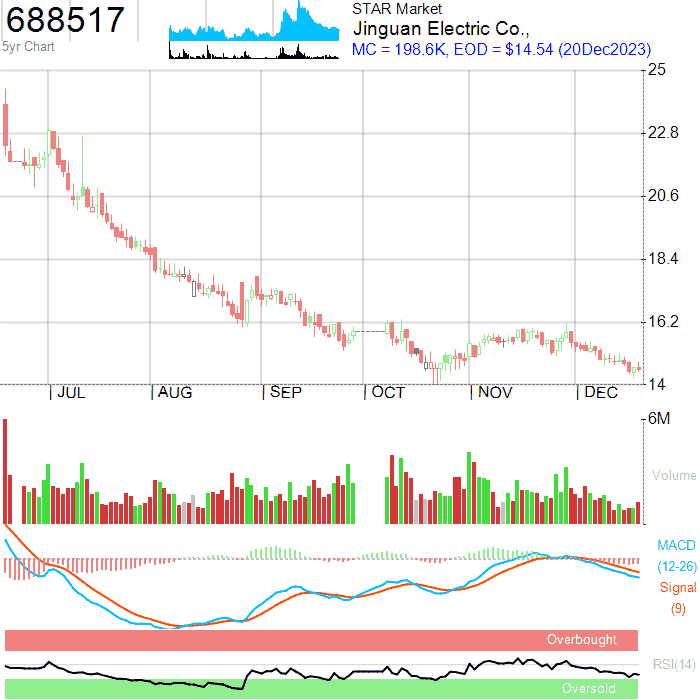 688517
5yr Chart
STAR Market
Jinguan Electric Co.,
MC = 198.6K, EOD = $14.54 (20Dec2023)
25
22.8
20.6
18.4
16.2
14
JUL AUG SEP OCT NOV DEC
6M
Volume
MACD
(12-26)
Signal
(9)
Overbought
RSI(14)
Oversold